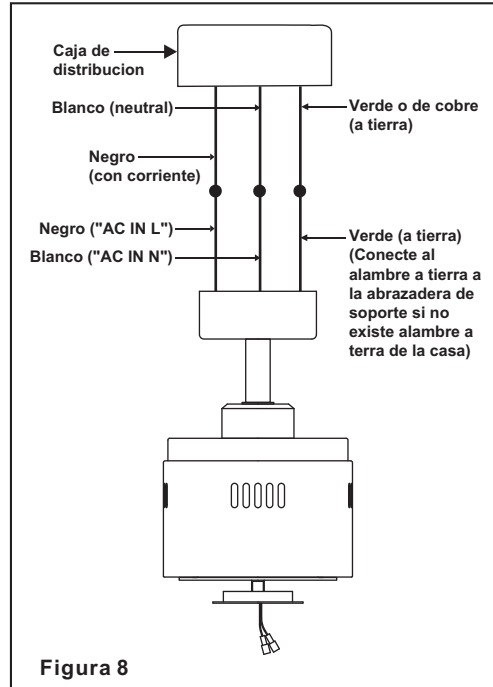 Caja de
distribucion
Blanco (neutral)
Verde o de cobre
(a tierra)
Negro
(con corriente)
Negro ("AC IN L")
Blanco ("AC IN N")
Verde (a tierra)
(Conecte al
alambre a tierra a
la abrazadera de
soporte si no
existe alambre a
terra de la casa)
Figura 8